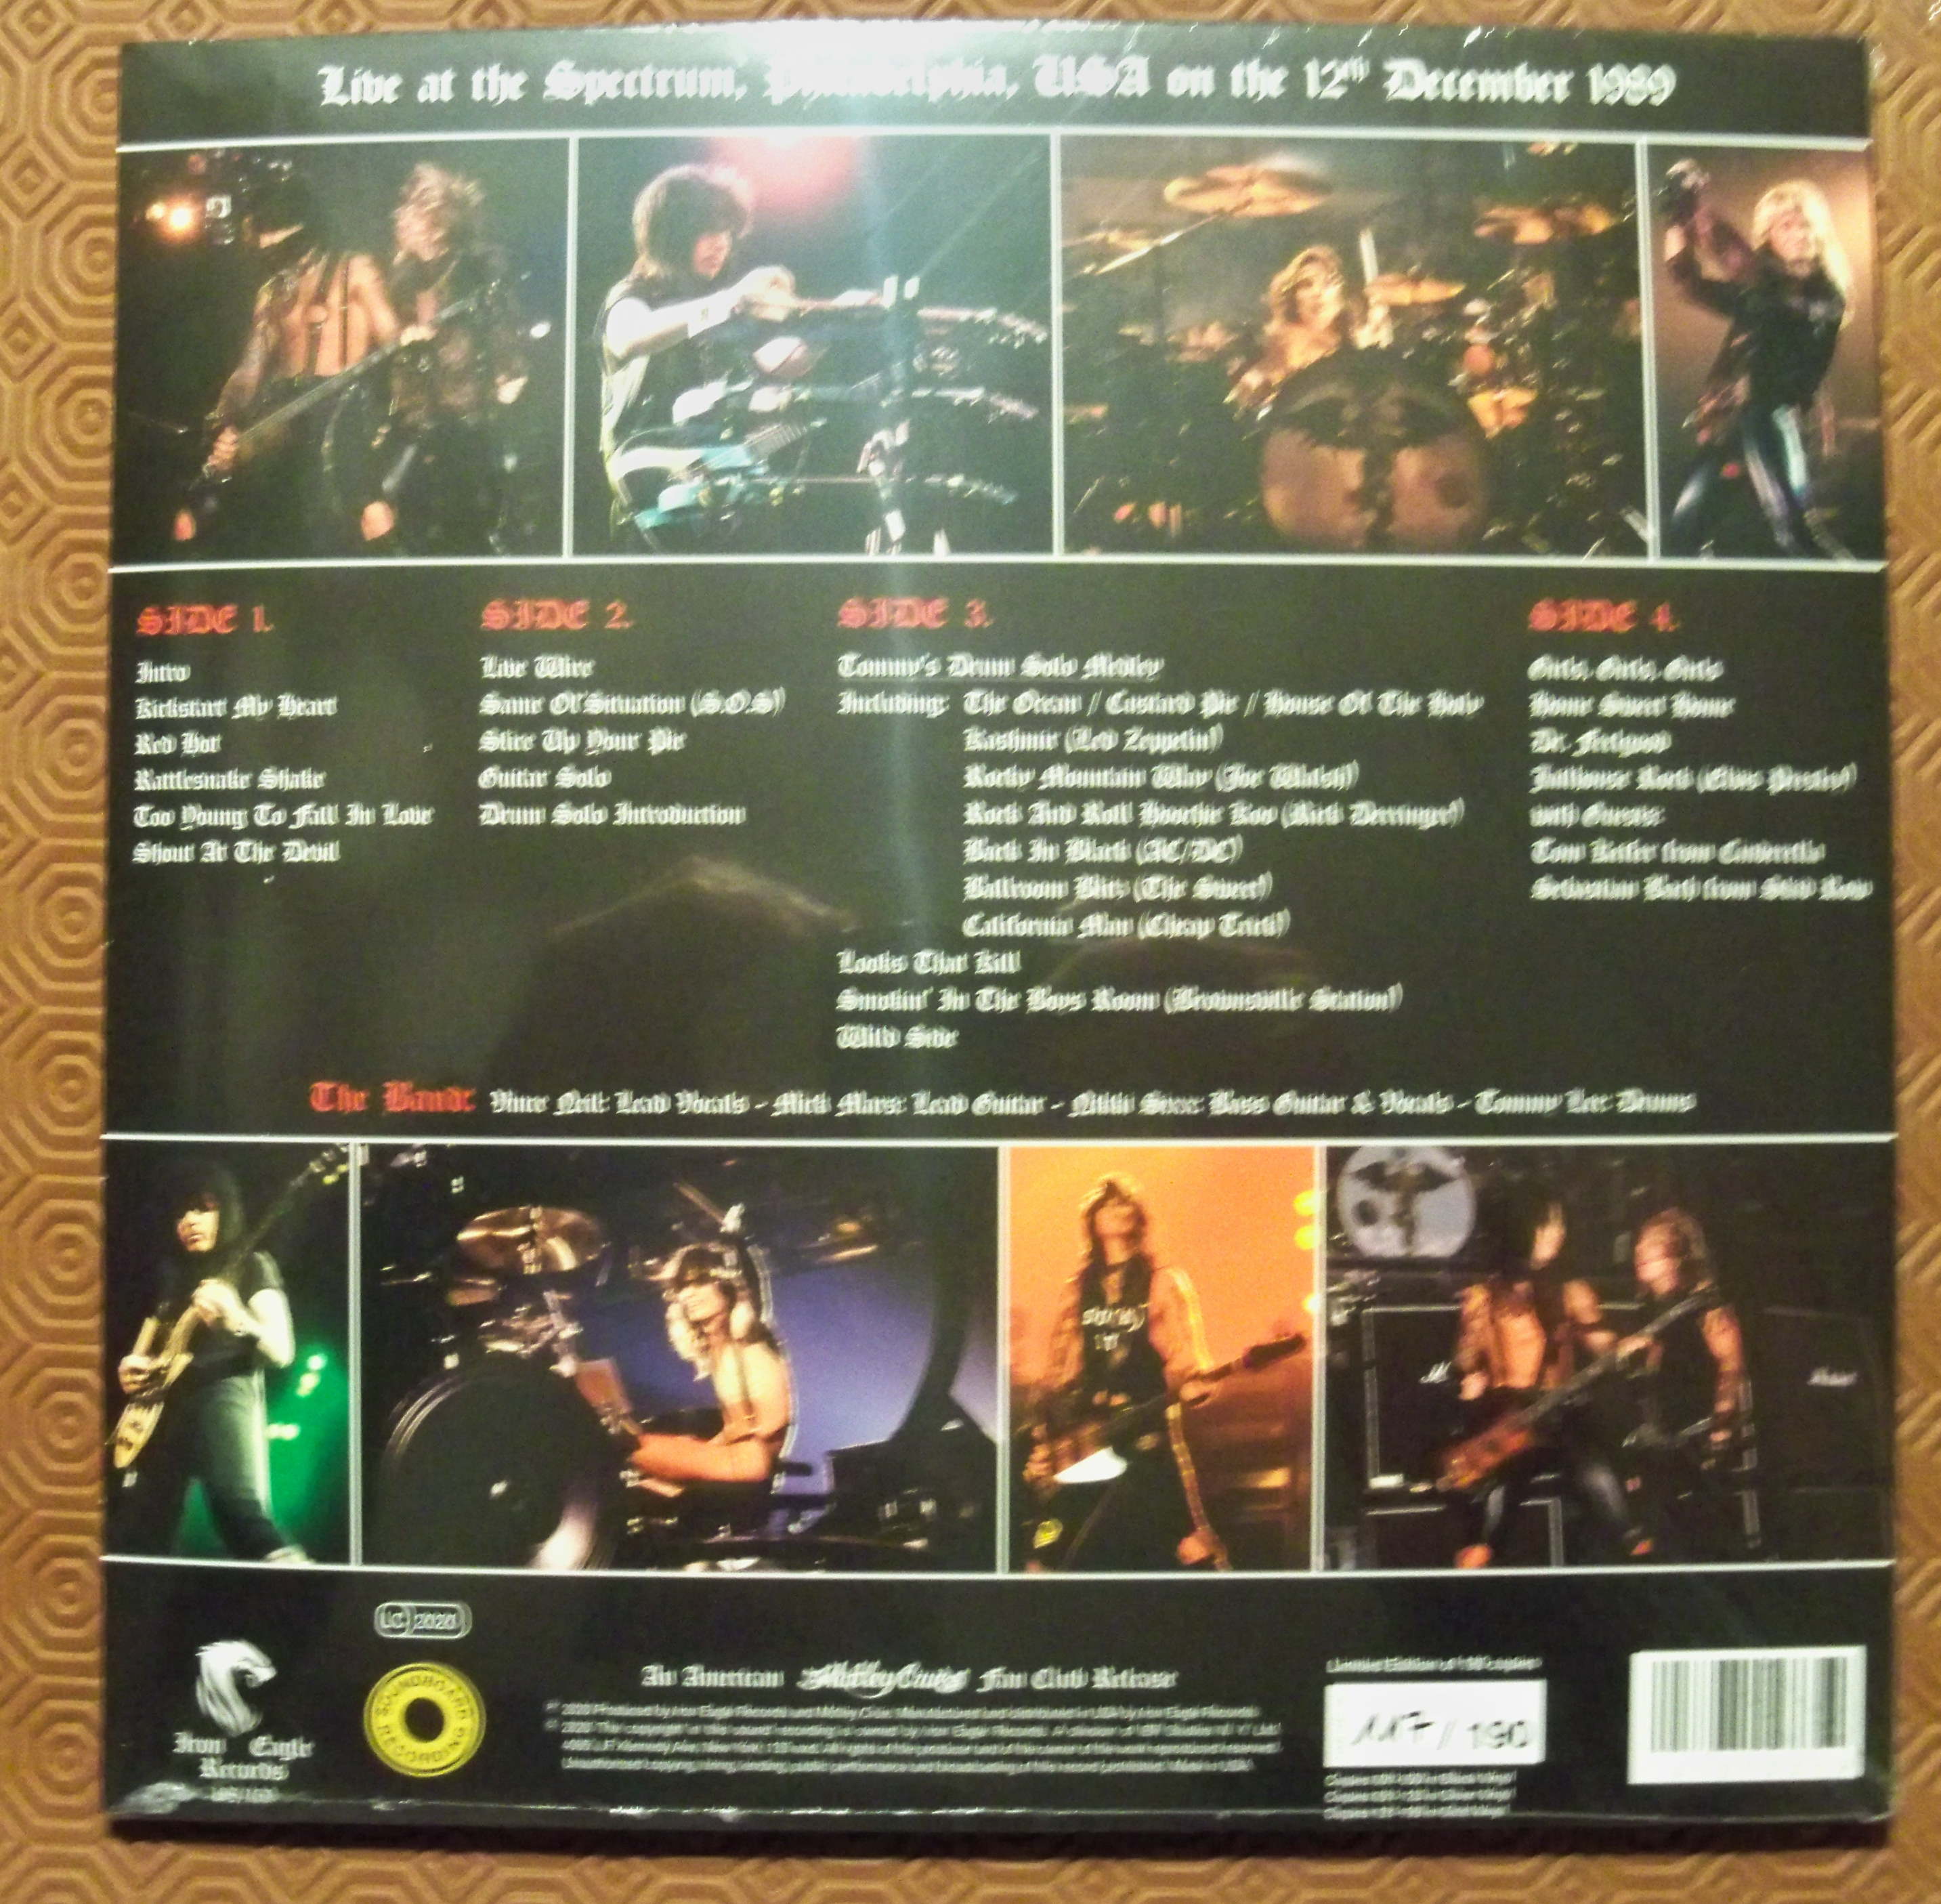 Live at the Spectrum, Philadelphia, USA on the 12th December 1989
SIDE 1.
Intro
Kickstart My Heart
Red Hot
Rattlesnake Shake
Too Young To Fall In Love
Shout At The Devil
SIDE 2.
Live Wire
Same Ol' Situation (S.O.S)
Slice Up Your Pie
Guitar Solo
Drum Solo Introduction
SIDE 3.
Tommy's Drum Solo Medley
Including: The Ocean / Custard Pie / House Of The Holy
Kashmir (Led Zeppelin)
Rocky Mountain Way (Joe Walsh)
Rock And Roll Hoochie Koo (Rick Derringer)
Back In Black (AC/DC)
Ballroom Blitz (The Sweet)
California Man (Cheap Trick)
Looks That Kill
Smokin' In The Boys Room (Brownsville Station)
Wild Side
SIDE 4.
Girls, Girls, Girls
Home Sweet Home
Dr. Feelgood
Jailhouse Rock (Elvis Presley)
with Guests:
Tom Keifer from Cinderella
Sebastian Bach from Skid Row
The Band: Vince Neil: Lead Vocals - Mick Mars: Lead Guitar - Nikki Sixx: Bass Guitar & Vocals - Tommy Lee: Drums
LC 2020
SOUNDBOARD RECORDING
Iron Eagle
Records
An American Mötley Crüe Fan Club Release
Limited Edition of 190 copies
117 / 190